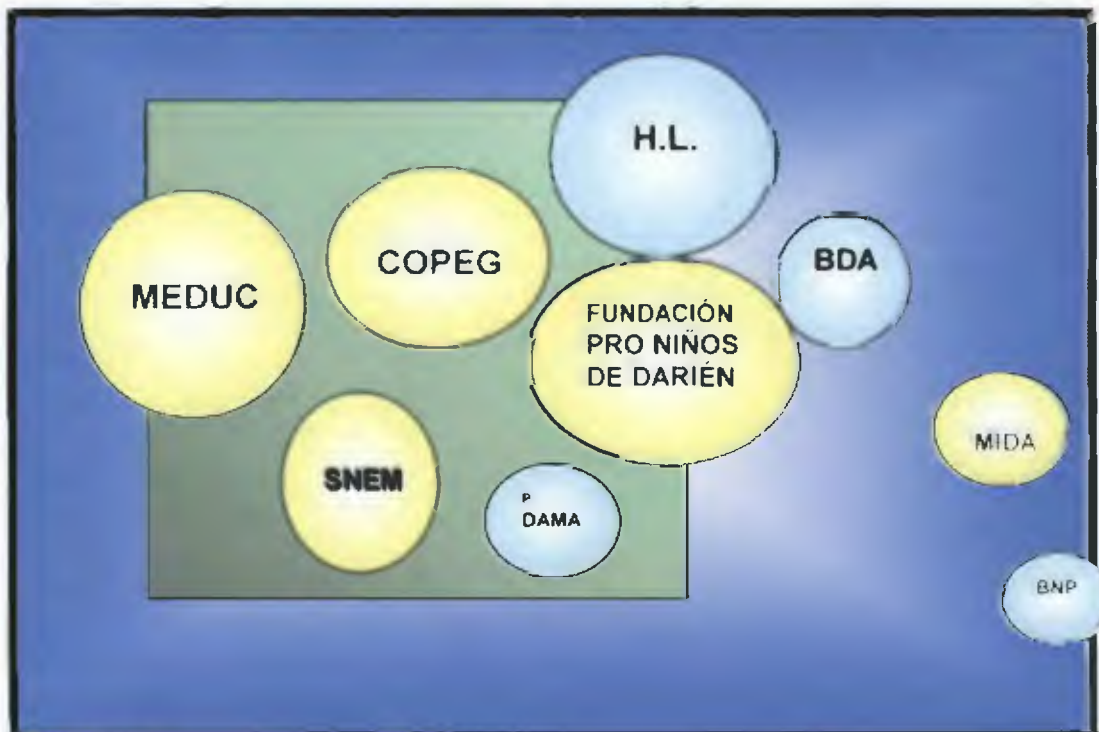 H.L.
BDA
COPEG
MEDUC
FUNDACIÓN
PRO NIÑOS
DE DARIÉN
MIDA
SNEM
P
DAMA
BNP